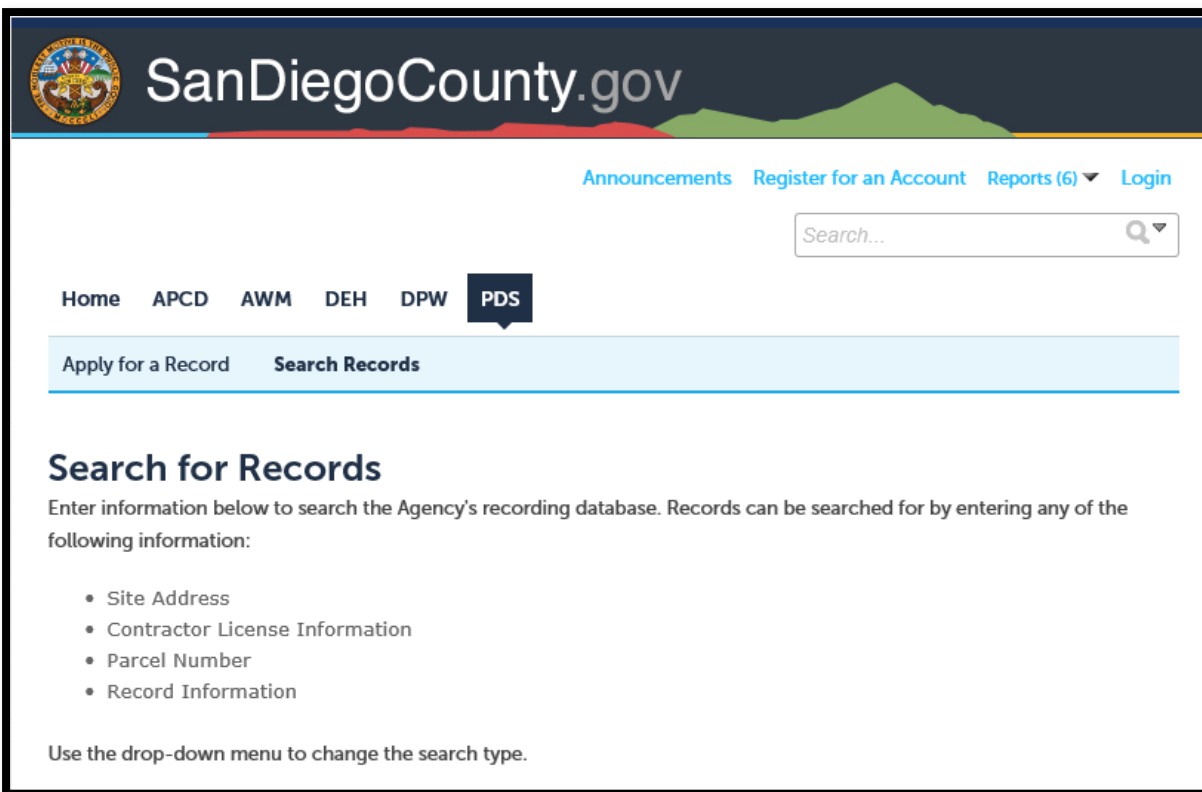 SanDiegoCounty.gov
Announcements Register for an Account Reports (6) Login
Search...
Home APCD AWM DEH DPW PDS
Apply for a Record Search Records
Search for Records
Enter information below to search the Agency's recording database. Records can be searched for by entering any of the
following information:
• Site Address
• Contractor License Information
• Parcel Number
• Record Information
Use the drop-down menu to change the search type.